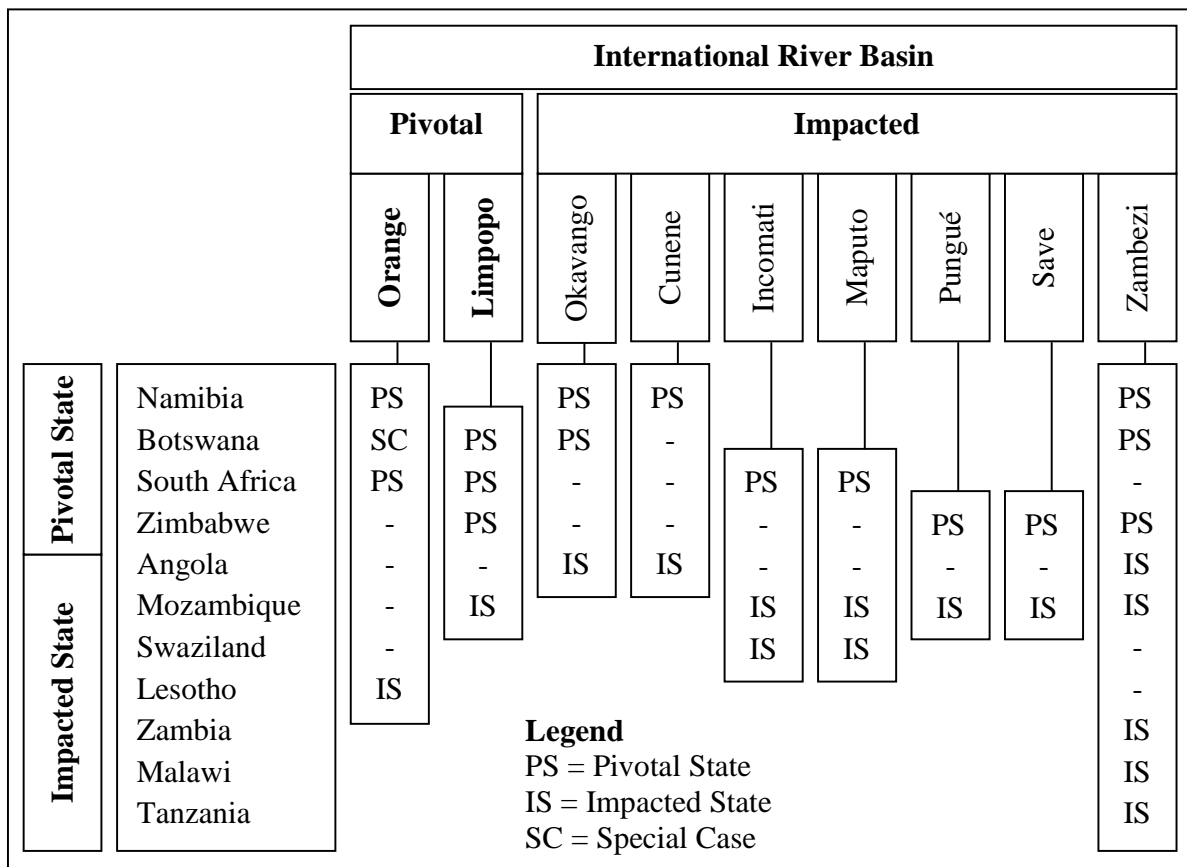 International River Basin
Pivotal Impacted
Orange Limpopo Okavango Cunene Incomati Maputo Pungué Save Zambezi
Pivotal State
Namibia PS PS PS PS
Botswana SC PS PS - PS
South Africa PS PS - - PS PS -
Zimbabwe - PS - - - - PS PS PS
Angola - - IS IS - - - - IS
Mozambique - IS IS IS IS IS IS
Swaziland - IS IS -
Lesotho IS -
Zambia IS
Malawi IS
Tanzania IS
Impacted State
Legend
PS = Pivotal State
IS = Impacted State
SC = Special Case